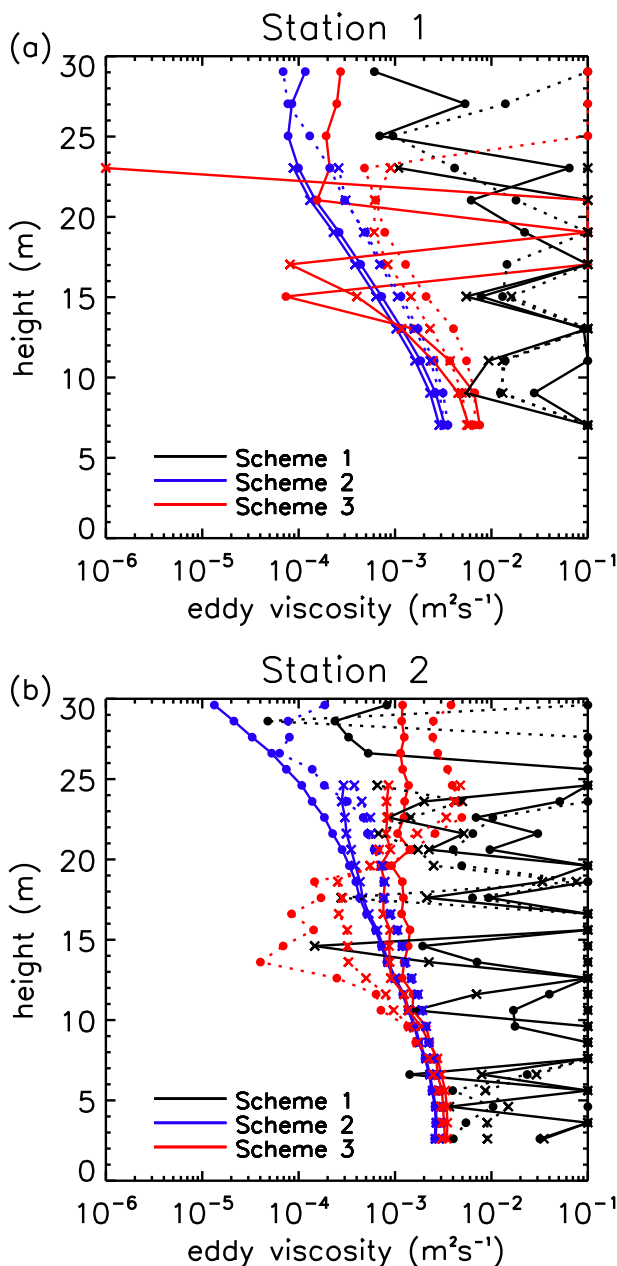 (a)
Station 1
30
25
20
15
10
5
0
height (m)
Scheme 1
Scheme 2
Scheme 3
10⁻⁶ 10⁻⁵ 10⁻⁴ 10⁻³ 10⁻² 10⁻¹
eddy viscosity (m²s⁻¹)
(b)
Station 2
30
25
20
15
10
5
0
height (m)
Scheme 1
Scheme 2
Scheme 3
10⁻⁶ 10⁻⁵ 10⁻⁴ 10⁻³ 10⁻² 10⁻¹
eddy viscosity (m²s⁻¹)